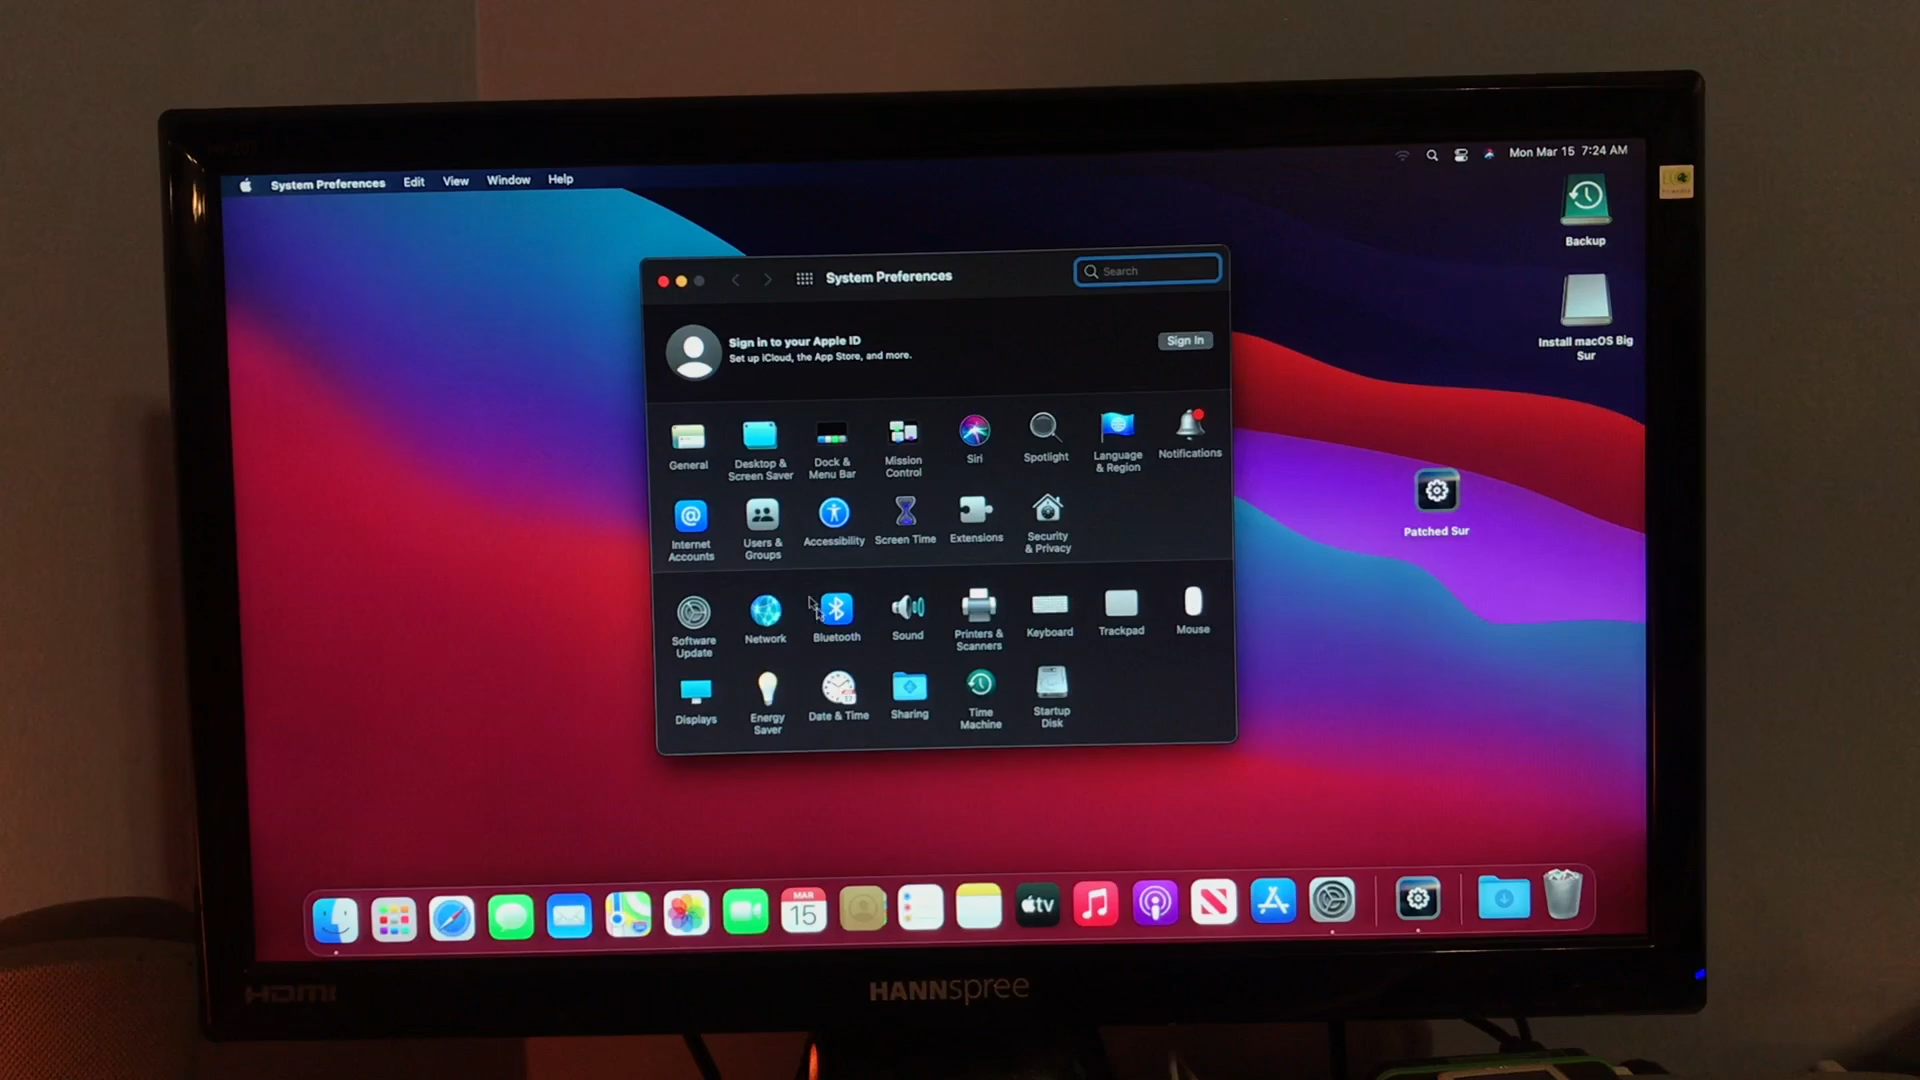 System Preferences Edit View Window Help
Mon Mar 15 7:24 AM
Backup
Install macOS Big
Sur
Patched Sur
System Preferences
Search
Sign in to your Apple ID
Set up iCloud, the App Store, and more.
Sign In
General
Desktop &
Screen Saver
Dock &
Menu Bar
Mission
Control
Siri
Spotlight
Language
& Region
Notifications
Internet
Accounts
Users &
Groups
Accessibility
Screen Time
Extensions
Security
& Privacy
Software
Update
Network
Bluetooth
Sound
Printers &
Scanners
Keyboard
Trackpad
Mouse
Displays
Energy
Saver
Date & Time
Sharing
Time
Machine
Startup
Disk
MAR
15
tv
HDMI
HANNspree